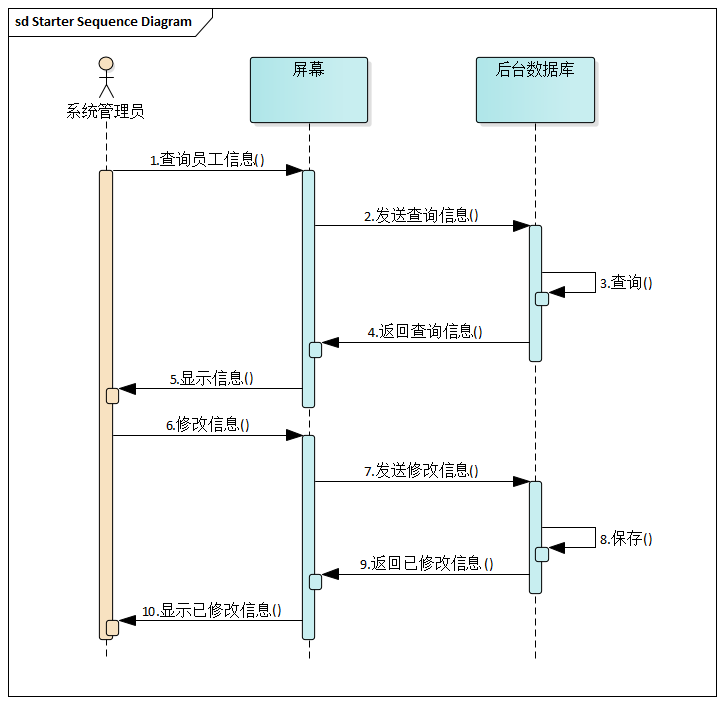 sd Starter Sequence Diagram
系统管理员
屏幕
后台数据库
1.查询员工信息()
2.发送查询信息()
3.查询()
4.返回查询信息()
5.显示信息()
6.修改信息()
7.发送修改信息()
8.保存()
9.返回已修改信息()
10.显示已修改信息()